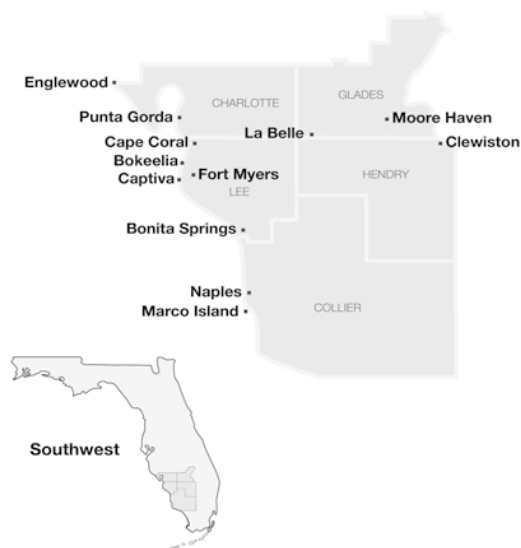 Englewood
CHARLOTTE
GLADES
Punta Gorda
Moore Haven
La Belle
Cape Coral
Clewiston
Bokeelia
Captiva
Fort Myers
HENDRY
LEE
Bonita Springs
Naples
Marco Island
COLLIER
Southwest